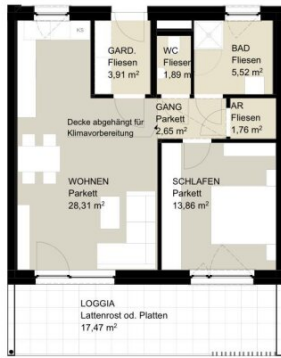 KS
GARD.
Fliesen
3,91 m²
WC
Fliesen
1,89 m
BAD
Fliesen
5,52 m²
GANG
Parkett
2,65 m²
AR
Fliesen
1,76 m²
Decke abgehängt für
Klimavorbereitung
WOHNEN
Parkett
28,31 m²
SCHLAFEN
Parkett
13,86 m²
LOGGIA
Lattenrost od. Platten
17,47 m²